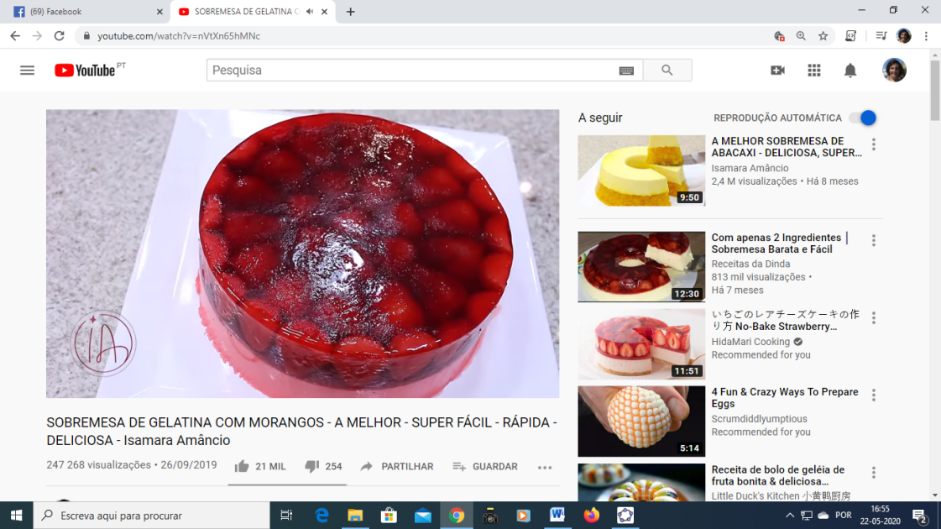 (69) Facebook
SOBREMESA DE GELATINA C
youtube.com/watch?v=nVtXn65hMNc
YouTube PT
Pesquisa
A seguir
REPRODUÇÃO AUTOMÁTICA
A MELHOR SOBREMESA DE
ABACAXI - DELICIOSA, SUPER...
Isamara Amâncio
2,4 M visualizações • Há 8 meses
9:50
Com apenas 2 Ingredientes |
Sobremesa Barata e Fácil
Receitas da Dinda
813 mil visualizações •
Há 7 meses
12:30
いちごのレアチーズケーキの作
り方 No-Bake Strawberry...
HidaMari Cooking
Recommended for you
11:51
4 Fun & Crazy Ways To Prepare
Eggs
Scrumdiddlyumptious
Recommended for you
5:14
Receita de bolo de geléia de
fruta bonita & deliciosa...
Little Duck's Kitchen 小黄鸭厨房
IA
SOBREMESA DE GELATINA COM MORANGOS - A MELHOR - SUPER FÁCIL - RÁPIDA -
DELICIOSA - Isamara Amâncio
247 268 visualizações • 26/09/2019
21 MIL
254
PARTILHAR
GUARDAR
Escreva aqui para procurar
POR
16:55
22-05-2020
2